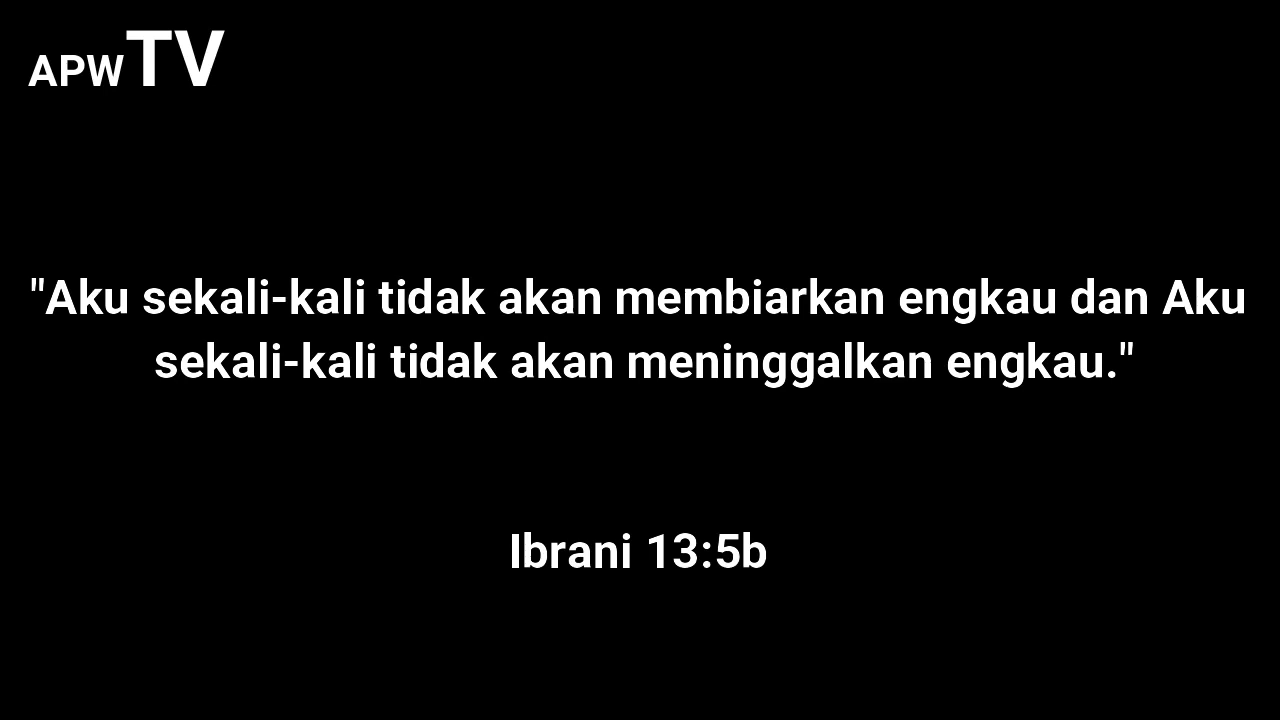 APWTV
"Aku sekali-kali tidak akan membiarkan engkau dan Aku
sekali-kali tidak akan meninggalkan engkau."
Ibrani 13:5b